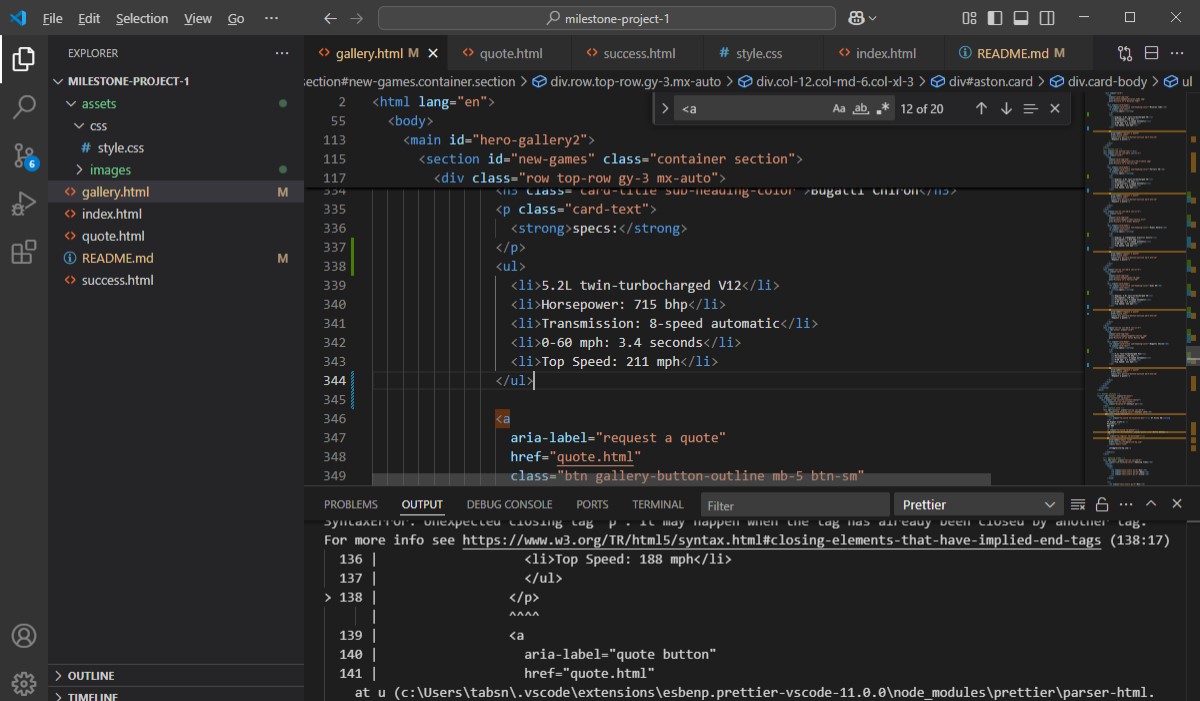 File Edit Selection View Go ··· milestone-project-1
EXPLORER ···
MILESTONE-PROJECT-1
assets
css
# style.css
images
gallery.html M
index.html
quote.html
README.md M
success.html
OUTLINE
TIMELINE
6
gallery.html M quote.html success.html # style.css index.html README.md M
section#new-games.container.section > div.row.top-row.gy-3.mx-auto > div.col-12.col-md-6.col-xl-3 > div#aston.card > div.card-body > ul
<a Aa ab .* 12 of 20
2 <html lang="en">
55 <body>
113 <main id="hero-gallery2">
115 <section id="new-games" class="container section">
117 <div class="row top-row gy-3 mx-auto">
334 <h3 class="card-title sub-heading-color">Bugatti Chiron</h3>
335 <p class="card-text">
336 <strong>specs:</strong>
337 </p>
338 <ul>
339 <li>5.2L twin-turbocharged V12</li>
340 <li>Horsepower: 715 bhp</li>
341 <li>Transmission: 8-speed automatic</li>
342 <li>0-60 mph: 3.4 seconds</li>
343 <li>Top Speed: 211 mph</li>
344 </ul>
345
346 <a
347 aria-label="request a quote"
348 href="quote.html"
349 class="btn gallery-button-outline mb-5 btn-sm"
PROBLEMS OUTPUT DEBUG CONSOLE PORTS TERMINAL Filter Prettier
SyntaxError: Unexpected closing tag "p". It may happen when the tag has already been closed by another tag.
For more info see https://www.w3.org/TR/html5/syntax.html#closing-elements-that-have-implied-end-tags (138:17)
136 | <li>Top Speed: 188 mph</li>
137 | </ul>
> 138 | </p>
| ^^^^
139 | <a
140 | aria-label="quote button"
141 | href="quote.html"
at u (c:\Users\tabsn\.vscode\extensions\esbenp.prettier-vscode-11.0.0\node_modules\prettier\parser-html.